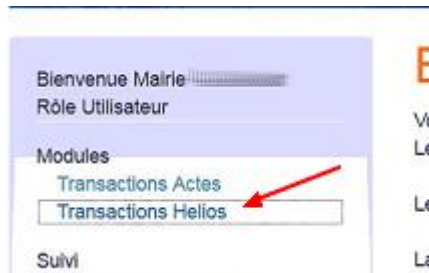 Bienvenue Mairie
Rôle Utilisateur
Modules
Transactions Actes
Transactions Helios
Suivi